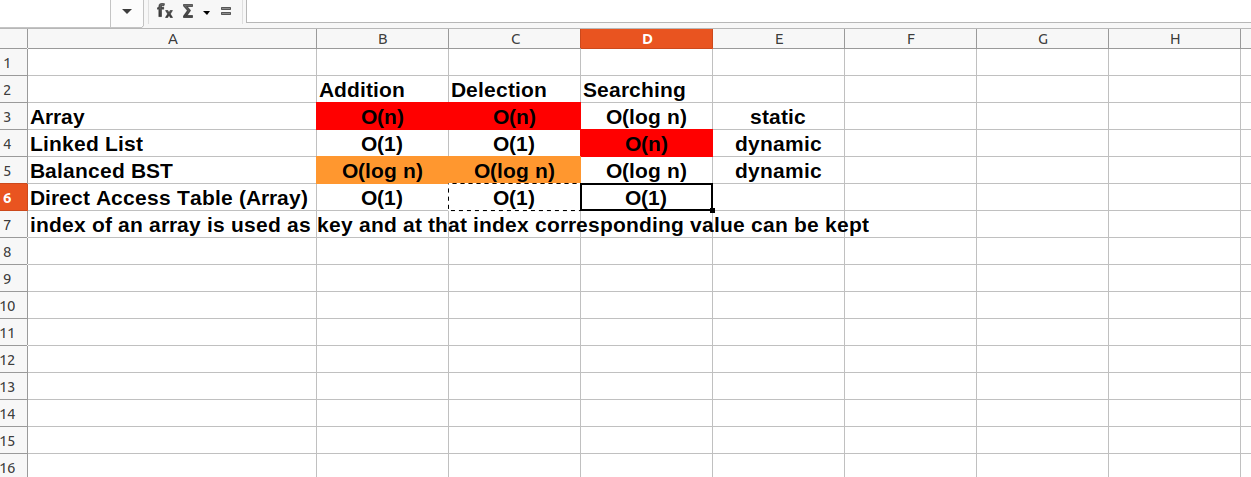 fx Σ =
A B C D E F G H
1
2 Addition Delection Searching
3 Array O(n) O(n) O(log n) static
4 Linked List O(1) O(1) O(n) dynamic
5 Balanced BST O(log n) O(log n) O(log n) dynamic
6 Direct Access Table (Array) O(1) O(1) O(1)
7 index of an array is used as key and at that index corresponding value can be kept
8
9
10
11
12
13
14
15
16